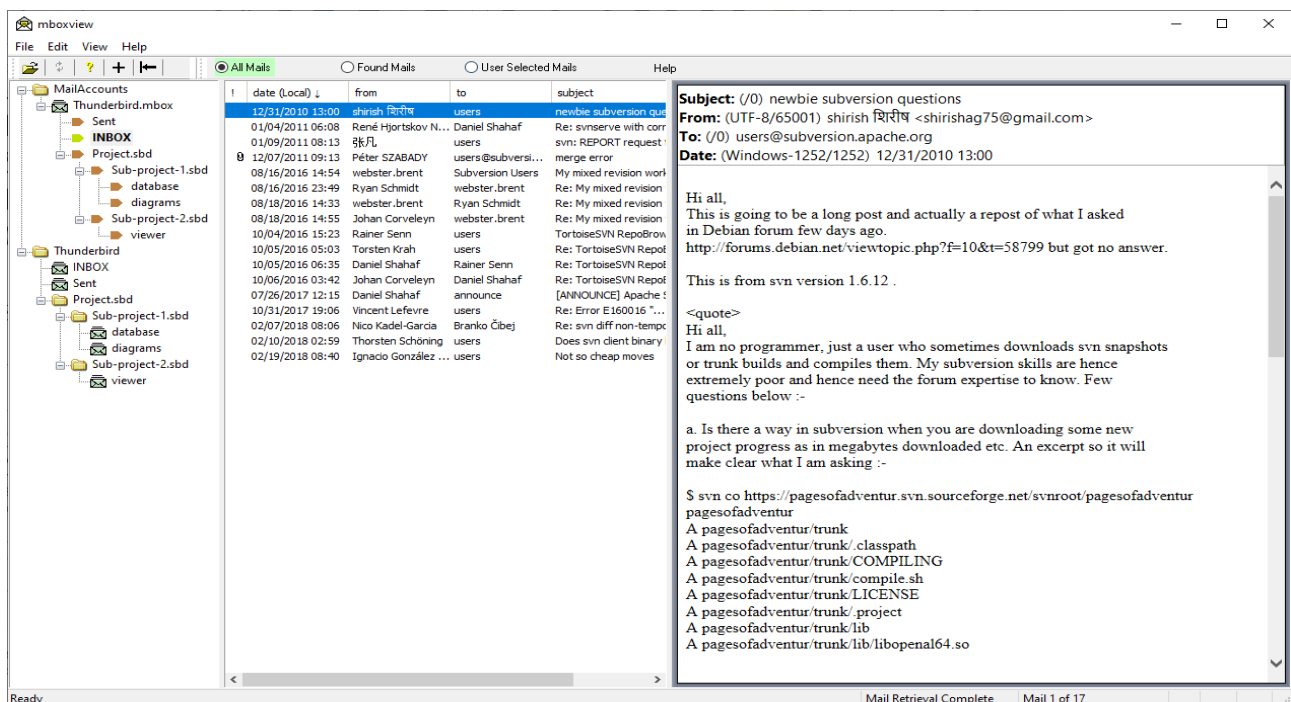 mboxview
File Edit View Help
All Mails Found Mails User Selected Mails Help
MailAccounts
Thunderbird.mbox
Sent
INBOX
Project.sbd
Sub-project-1.sbd
database
diagrams
Sub-project-2.sbd
viewer
Thunderbird
INBOX
Sent
Project.sbd
Sub-project-1.sbd
database
diagrams
Sub-project-2.sbd
viewer
! date (Local) ↓ from to subject
12/31/2010 13:00 shirish शिरीष users newbie subversion que
01/04/2011 06:08 René Hjortskov N... Daniel Shahaf Re: svnserve with corr
01/09/2011 08:13 张凡 users svn: REPORT request
12/07/2011 09:13 Péter SZABADY users@subversi... merge error
08/16/2016 14:54 webster.brent Subversion Users My mixed revision work
08/16/2016 23:49 Ryan Schmidt webster.brent Re: My mixed revision
08/18/2016 14:33 webster.brent Ryan Schmidt Re: My mixed revision
08/18/2016 14:55 Johan Corveleyn webster.brent Re: My mixed revision
10/04/2016 15:23 Rainer Senn users TortoiseSVN RepoBrow
10/05/2016 05:03 Torsten Krah users Re: TortoiseSVN RepoB
10/05/2016 06:35 Daniel Shahaf Rainer Senn Re: TortoiseSVN RepoB
10/06/2016 03:42 Johan Corveleyn Daniel Shahaf Re: TortoiseSVN RepoB
07/26/2017 12:15 Daniel Shahaf announce [ANNOUNCE] Apache S
10/31/2017 19:06 Vincent Lefevre users Re: Error E160016 "...
02/07/2018 08:06 Nico Kadel-Garcia Branko Čibej Re: svn diff non-tempo
02/10/2018 02:59 Thorsten Schöning users Does svn client binary
02/19/2018 08:40 Ignacio González ... users Not so cheap moves
Subject: (/0) newbie subversion questions
From: (UTF-8/65001) shirish शिरीष <shirishag75@gmail.com>
To: (/0) users@subversion.apache.org
Date: (Windows-1252/1252) 12/31/2010 13:00
Hi all,
This is going to be a long post and actually a repost of what I asked
in Debian forum few days ago.
http://forums.debian.net/viewtopic.php?f=10&t=58799 but got no answer.
This is from svn version 1.6.12 .
<quote>
Hi all,
I am no programmer, just a user who sometimes downloads svn snapshots
or trunk builds and compiles them. My subversion skills are hence
extremely poor and hence need the forum expertise to know. Few
questions below :-
a. Is there a way in subversion when you are downloading some new
project progress as in megabytes downloaded etc. An excerpt so it will
make clear what I am asking :-
$ svn co https://pagesofadventur.svn.sourceforge.net/svnroot/pagesofadventur
pagesofadventur
A pagesofadventur/trunk
A pagesofadventur/trunk/.classpath
A pagesofadventur/trunk/COMPILING
A pagesofadventur/trunk/compile.sh
A pagesofadventur/trunk/LICENSE
A pagesofadventur/trunk/.project
A pagesofadventur/trunk/lib
A pagesofadventur/trunk/lib/libopenal64.so
Ready Mail Retrieval Complete Mail 1 of 17